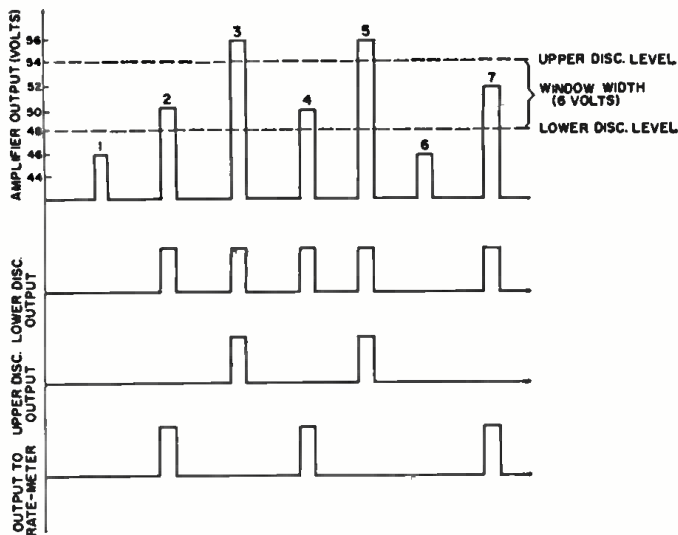 AMPLIFIER OUTPUT (VOLTS)
56
54
52
50
48
46
44
1
2
3
4
5
6
7
UPPER DISC. LEVEL
WINDOW WIDTH
(6 VOLTS)
LOWER DISC. LEVEL
LOWER DISC.
OUTPUT
UPPER DISC.
OUTPUT
OUTPUT TO
RATE-METER